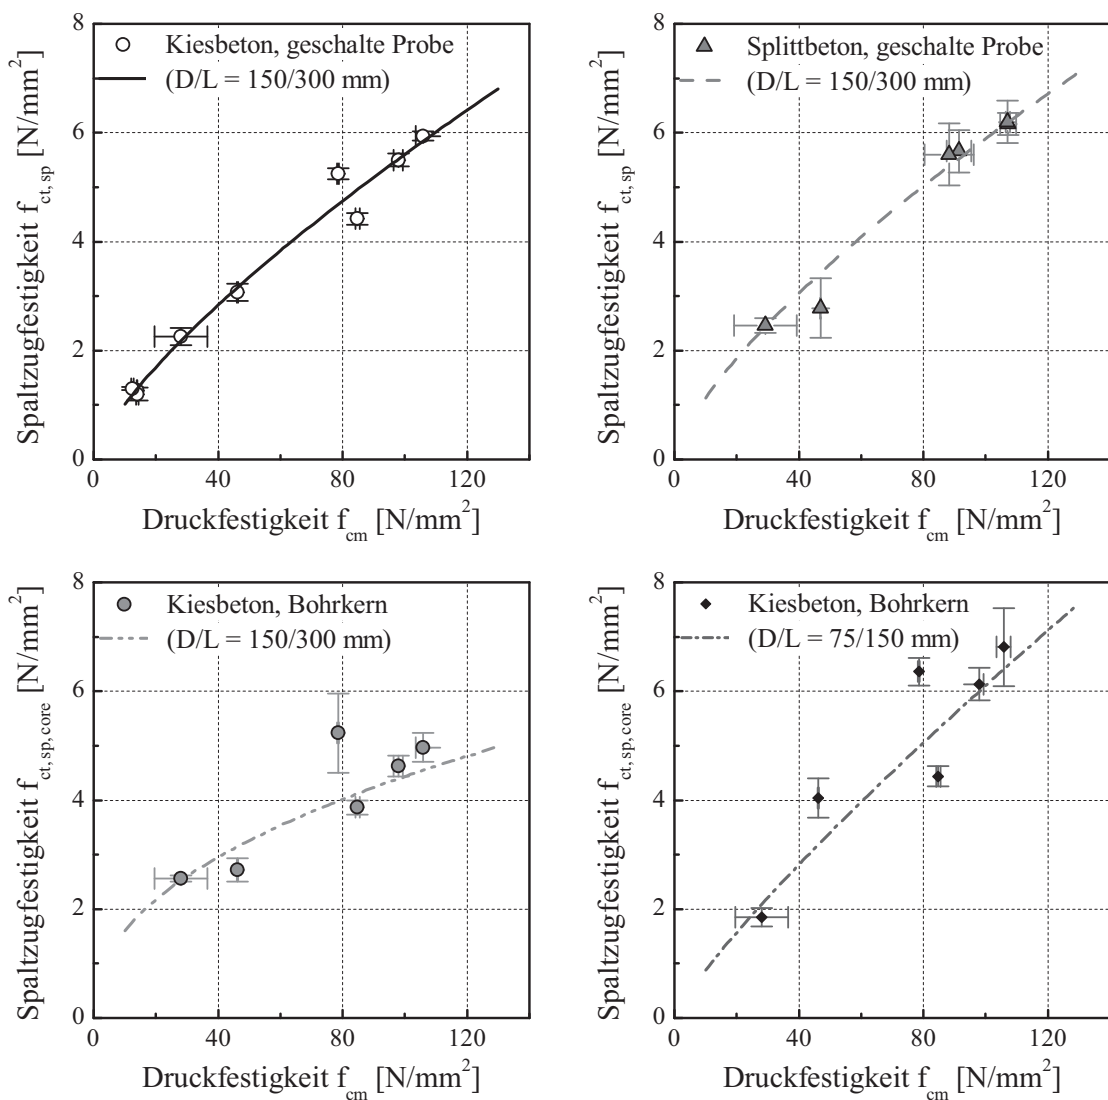 8
6
4
2
0
Spaltzugfestigkeit f_ct,sp [N/mm²]
Kiesbeton, geschalte Probe
(D/L = 150/300 mm)
0 40 80 120
Druckfestigkeit f_cm [N/mm²]
8
6
4
2
0
Spaltzugfestigkeit f_ct,sp [N/mm²]
Splittbeton, geschalte Probe
(D/L = 150/300 mm)
0 40 80 120
Druckfestigkeit f_cm [N/mm²]
8
6
4
2
0
Spaltzugfestigkeit f_ct,sp,core [N/mm²]
Kiesbeton, Bohrkern
(D/L = 150/300 mm)
0 40 80 120
Druckfestigkeit f_cm [N/mm²]
8
6
4
2
0
Spaltzugfestigkeit f_ct,sp,core [N/mm²]
Kiesbeton, Bohrkern
(D/L = 75/150 mm)
0 40 80 120
Druckfestigkeit f_cm [N/mm²]